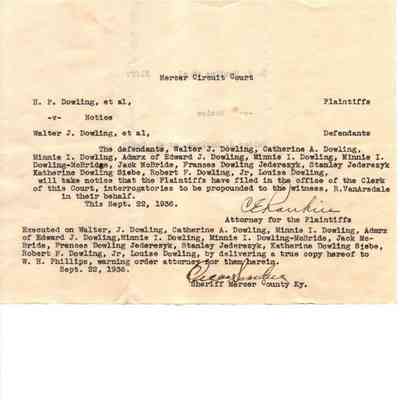 Mercer Circuit Court
H. P. Dowling, et al, Plaintiffs
-v- Notice
Walter J. Dowling, et al, Defendants
The defendants, Walter J. Dowling, Catherine A. Dowling,
Minnie I. Dowling, Admrx of Edward J. Dowling, Minnie I. Dowling, Minnie I.
Dowling-McBridge, Jack McBride, Frances Dowling Jederezyk, Stanley Jederezyk
Katherine Dowling Siebe, Robert F. Dowling, Jr, Louise Dowling,
will take notice that the Plaintiffs have filed in the office of the Clerk
of this Court, interrogatories to be propounded to the witness, R. VanArsdale
in their behalf.
This Sept. 22, 1936.
C E Rankin
Attorney for the Plaintiffs
Executed on Walter, J. Dowling, Catherine A. Dowling, Minnie I. Dowling, Admrx
of Edward J. Dowling, Minnie I. Dowling, Minnie I. Dowling-McBride, Jack Mc-
Bride, Frances Dowling Jederezyk, Stanley Jederezyk, Katherine Dowling Siebe,
Robert F. Dowling, Jr, Louise Dowling, by delivering a true copy hereof to
W. H. Phillips, warning order attorney for them herein.
Sept. 22, 1936.
Sheriff Mercer County Ky.